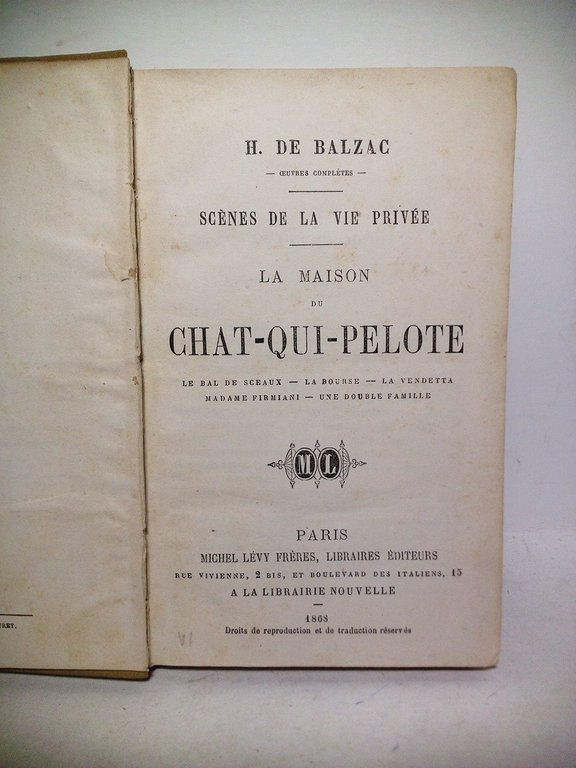 H. DE BALZAC
— ŒUVRES COMPLÈTES —
SCÈNES DE LA VIE PRIVÉE
LA MAISON
DU
CHAT-QUI-PELOTE
LE BAL DE SCEAUX — LA BOURSE — LA VENDETTA
MADAME FIRMIANI — UNE DOUBLE FAMILLE
M L
PARIS
MICHEL LÉVY FRÈRES, LIBRAIRES ÉDITEURS
RUE VIVIENNE, 2 BIS, ET BOULEVARD DES ITALIENS, 15
A LA LIBRAIRIE NOUVELLE
—
1868
Droits de reproduction et de traduction réservés